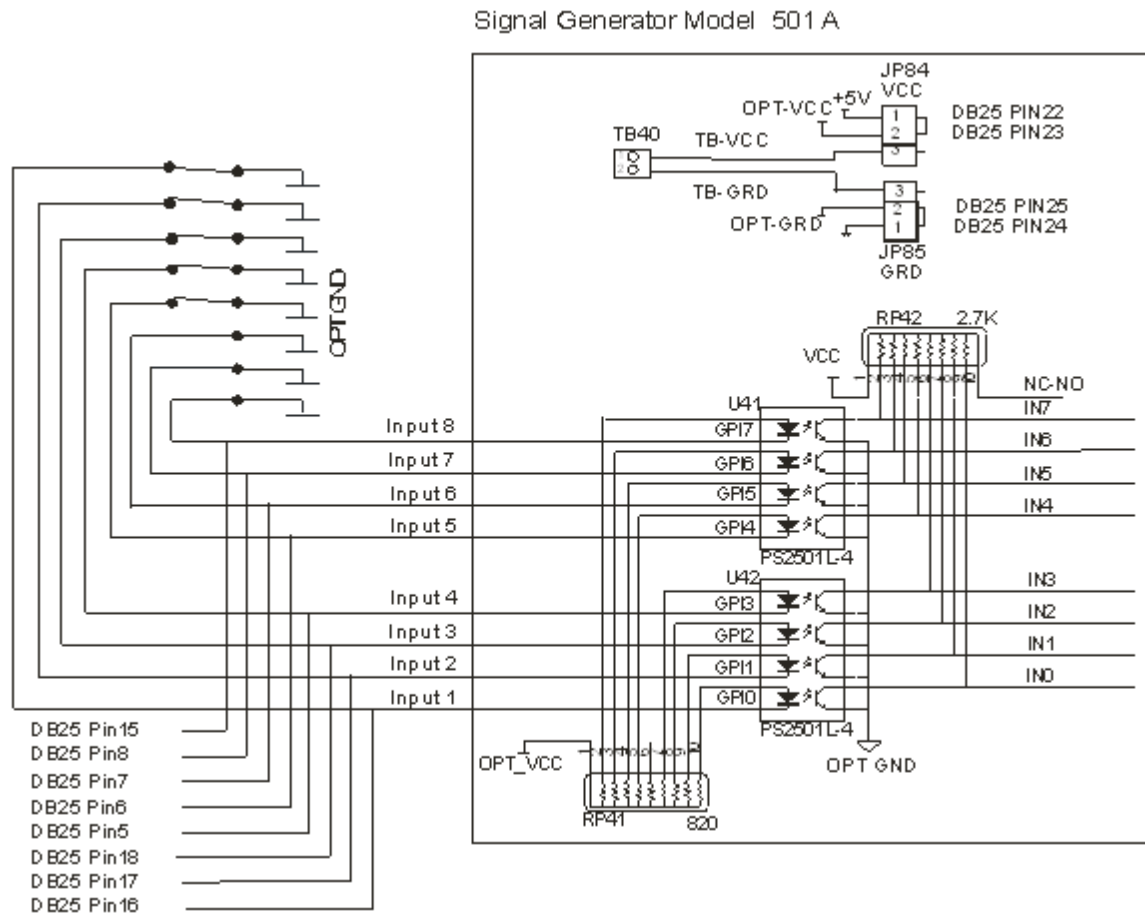 Signal Generator Model 501 A
JP84
VCC
+5V
OPT-VCC
1
2
3
DB25 PIN22
DB25 PIN23
TB40
1
2
TB-VCC
TB-GRD
3
2
1
OPT-GRD
DB25 PIN25
DB25 PIN24
JP85
GRD
OPT GND
RP42
2.7K
VCC
NC-NO
U41
Input 8
GPI7
IN7
Input 7
GPI6
IN6
Input 6
GPI5
IN5
Input 5
GPI4
IN4
PS2501L-4
U42
Input 4
GPI3
IN3
Input 3
GPI2
IN2
Input 2
GPI1
IN1
Input 1
GPI0
IN0
PS2501L-4
DB25 Pin15
DB25 Pin8
DB25 Pin7
DB25 Pin6
DB25 Pin5
DB25 Pin18
DB25 Pin17
DB25 Pin16
OPT_VCC
OPT GND
RP41
820